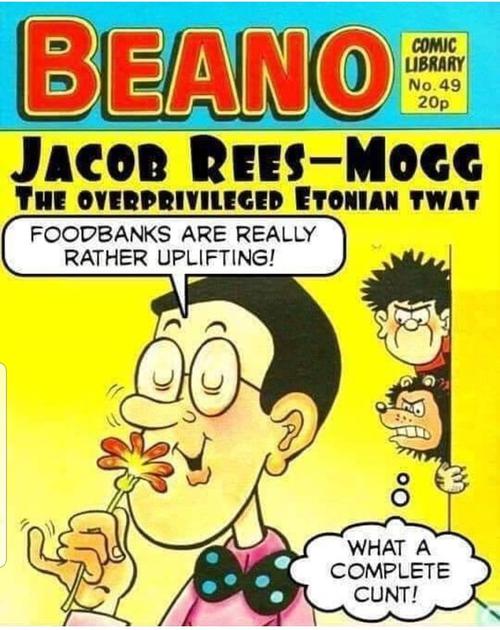 BEANO
COMIC
LIBRARY
No.49
20p
JACOB REES-MOGG
THE OVERPRIVILEGED ETONIAN TWAT
FOODBANKS ARE REALLY
RATHER UPLIFTING!
WHAT A
COMPLETE
CUNT!